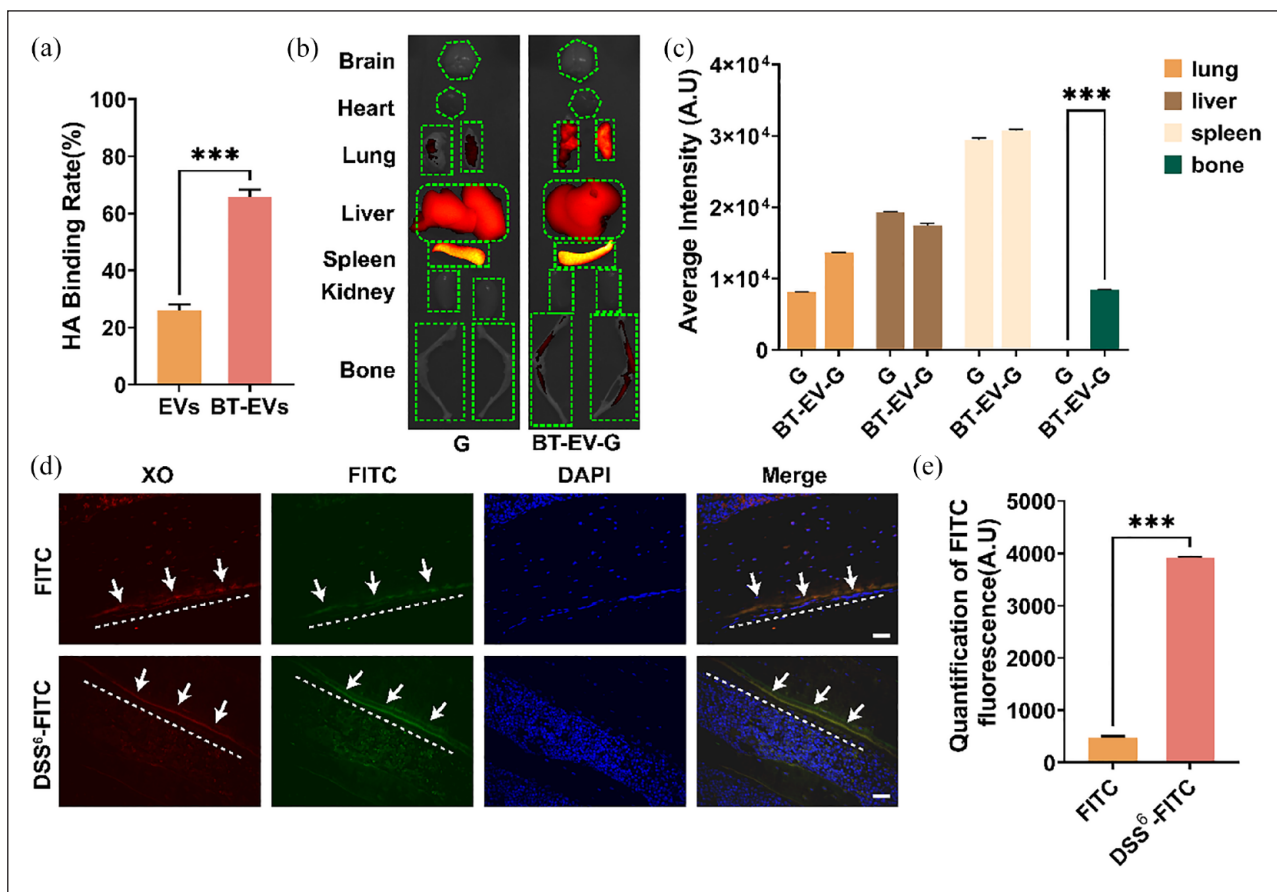 (a)
HA Binding Rate(%)
100
80
60
40
20
0
***
EVs
BT-EVs
(b)
Brain
Heart
Lung
Liver
Spleen
Kidney
Bone
G
BT-EV-G
(c)
Average Intensity (A.U)
4×10⁴
3×10⁴
2×10⁴
1×10⁴
0
***
G
BT-EV-G
G
BT-EV-G
G
BT-EV-G
G
BT-EV-G
lung
liver
spleen
bone
(d)
XO
FITC
DAPI
Merge
FITC
DSS⁶-FITC
(e)
Quantification of FITC
fluorescence(A.U)
5000
4000
3000
2000
1000
0
***
FITC
DSS⁶-FITC